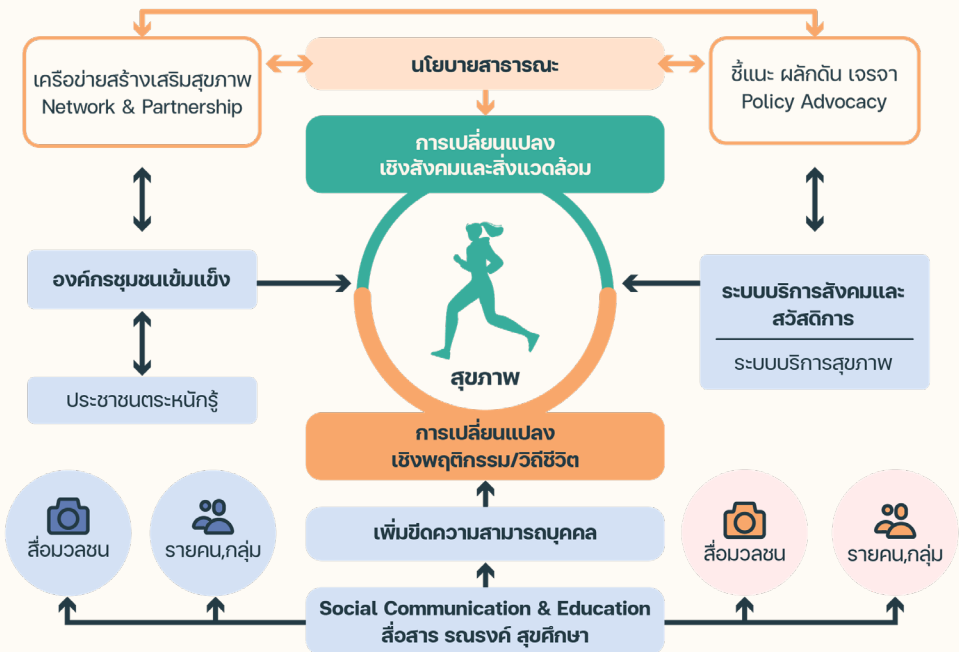 เครือข่ายสร้างเสริมสุขภาพ
Network & Partnership
นโยบายสาธารณะ
ชี้แนะ ผลักดัน เจรจา
Policy Advocacy
การเปลี่ยนแปลง
เชิงสังคมและสิ่งแวดล้อม
องค์กรชุมชนเข้มแข็ง
ระบบบริการสังคมและ
สวัสดิการ
ระบบบริการสุขภาพ
สุขภาพ
ประชาชนตระหนักรู้
การเปลี่ยนแปลง
เชิงพฤติกรรม/วิถีชีวิต
สื่อมวลชน
รายคน,กลุ่ม
เพิ่มขีดความสามารถบุคคล
สื่อมวลชน
รายคน,กลุ่ม
Social Communication & Education
สื่อสาร รณรงค์ สุขศึกษา